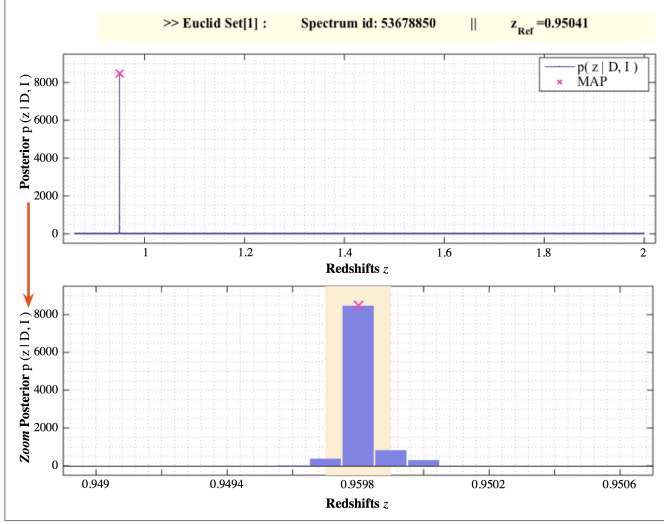 >> Euclid Set[1] : Spectrum id: 53678850 || z_Ref =0.95041
p( z | D, I )
MAP
Posterior p ( z | D, I )
8000
6000
4000
2000
0
1 1.2 1.4 1.6 1.8 2
Redshifts z
Zoom Posterior p ( z | D, I )
8000
6000
4000
2000
0
0.949 0.9494 0.9598 0.9502 0.9506
Redshifts z